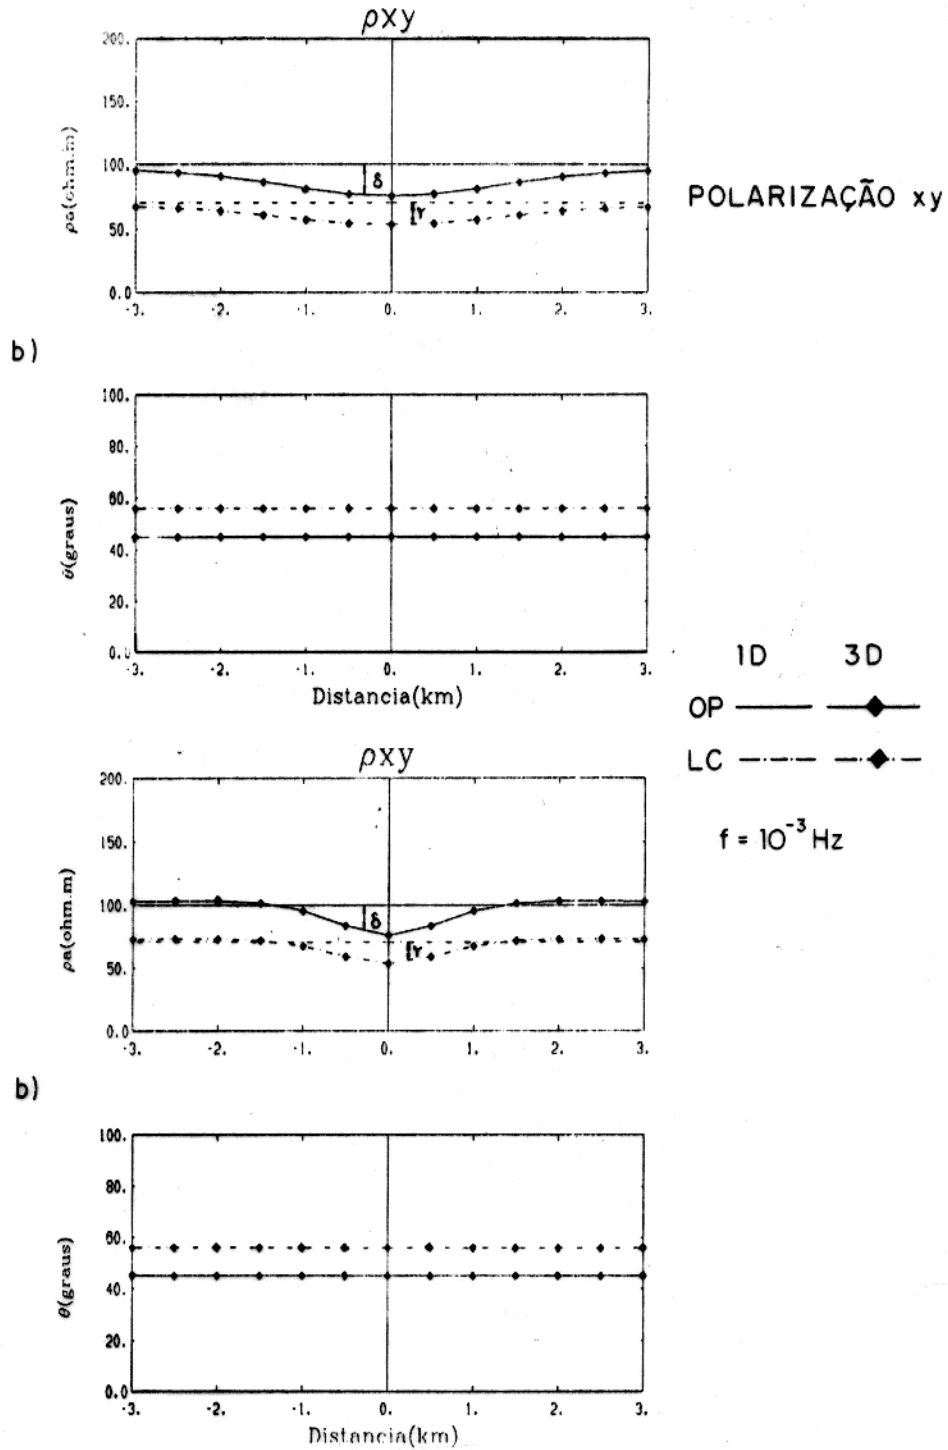 ρxy
200.
150.
100.
50.
0.0
ρa(ohm.m)
δ
γ
-3. -2. -1. 0. 1. 2. 3.
POLARIZAÇÃO xy
b)
100.
80.
60.
40.
20.
0.0
θ(graus)
-3. -2. -1. 0. 1. 2. 3.
Distancia(km)
1D 3D
OP
LC
f = 10⁻³ Hz
ρxy
200.
150.
100.
50.
0.0
ρa(ohm.m)
δ
γ
-3. -2. -1. 0. 1. 2. 3.
b)
100.
80.
60.
40.
20.
0.0
θ(graus)
-3. -2. -1. 0. 1. 2. 3.
Distancia(km)